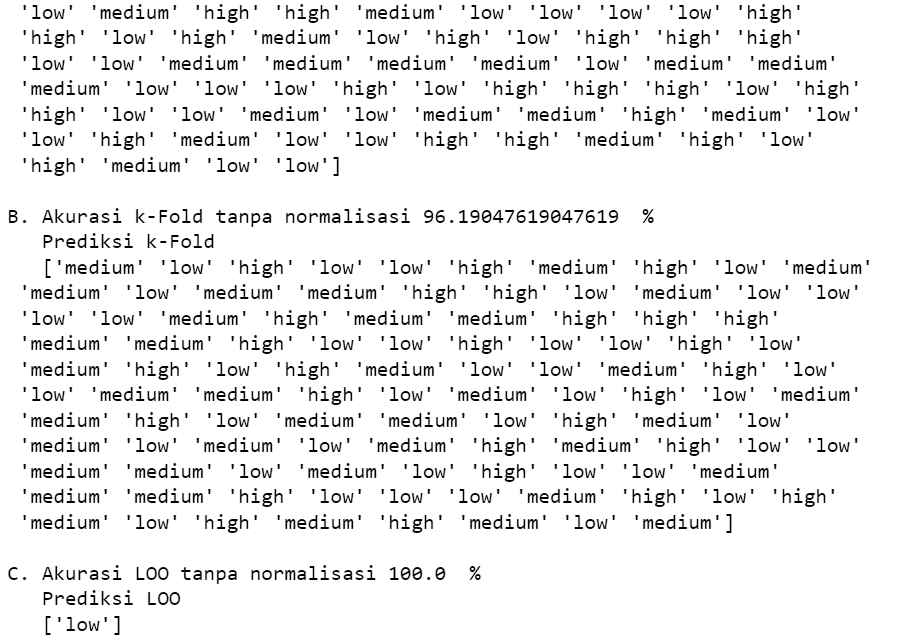 'low' 'medium' 'high' 'high' 'medium' 'low' 'low' 'low' 'low' 'high'
'high' 'low' 'high' 'medium' 'low' 'high' 'low' 'high' 'high' 'high'
'low' 'low' 'medium' 'medium' 'medium' 'medium' 'low' 'medium' 'medium'
'medium' 'low' 'low' 'low' 'high' 'low' 'high' 'high' 'high' 'low' 'high'
'high' 'low' 'low' 'medium' 'low' 'medium' 'medium' 'high' 'medium' 'low'
'low' 'high' 'medium' 'low' 'low' 'high' 'high' 'medium' 'high' 'low'
'high' 'medium' 'low' 'low']
B. Akurasi k-Fold tanpa normalisasi 96.19047619047619 %
Prediksi k-Fold
['medium' 'low' 'high' 'low' 'low' 'high' 'medium' 'high' 'low' 'medium'
'medium' 'low' 'medium' 'medium' 'high' 'high' 'low' 'medium' 'low' 'low'
'low' 'low' 'medium' 'high' 'medium' 'medium' 'high' 'high' 'high'
'medium' 'medium' 'high' 'low' 'low' 'high' 'low' 'low' 'high' 'low'
'medium' 'high' 'low' 'high' 'medium' 'low' 'low' 'medium' 'high' 'low'
'low' 'medium' 'medium' 'high' 'low' 'medium' 'low' 'high' 'low' 'medium'
'medium' 'high' 'low' 'medium' 'medium' 'low' 'high' 'medium' 'low'
'medium' 'low' 'medium' 'low' 'medium' 'high' 'medium' 'high' 'low' 'low'
'medium' 'medium' 'low' 'medium' 'low' 'high' 'low' 'low' 'medium'
'medium' 'medium' 'high' 'low' 'low' 'low' 'medium' 'high' 'low' 'high'
'medium' 'low' 'high' 'medium' 'high' 'medium' 'low' 'medium']
C. Akurasi LOO tanpa normalisasi 100.0 %
Prediksi LOO
['low']